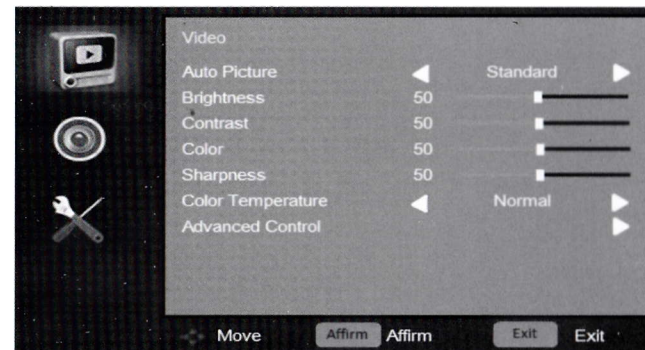 Video
Auto Picture Standard
Brightness 50
Contrast 50
Color 50
Sharpness 50
Color Temperature Normal
Advanced Control
Move Affirm Affirm Exit Exit